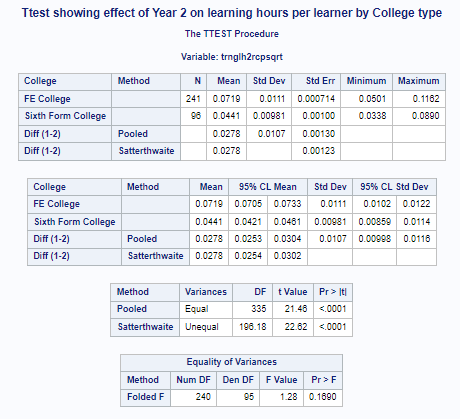 Ttest showing effect of Year 2 on learning hours per learner by College type
The TTEST Procedure
Variable: trnglh2rcpsqrt
College Method N Mean Std Dev Std Err Minimum Maximum
FE College 241 0.0719 0.0111 0.000714 0.0501 0.1162
Sixth Form College 96 0.0441 0.00981 0.00100 0.0338 0.0890
Diff (1-2) Pooled 0.0278 0.0107 0.00130
Diff (1-2) Satterthwaite 0.0278 0.00123
College Method Mean 95% CL Mean Std Dev 95% CL Std Dev
FE College 0.0719 0.0705 0.0733 0.0111 0.0102 0.0122
Sixth Form College 0.0441 0.0421 0.0461 0.00981 0.00859 0.0114
Diff (1-2) Pooled 0.0278 0.0253 0.0304 0.0107 0.00998 0.0116
Diff (1-2) Satterthwaite 0.0278 0.0254 0.0302
Method Variances DF t Value Pr > |t|
Pooled Equal 335 21.46 <.0001
Satterthwaite Unequal 196.18 22.62 <.0001
Equality of Variances
Method Num DF Den DF F Value Pr > F
Folded F 240 95 1.28 0.1690